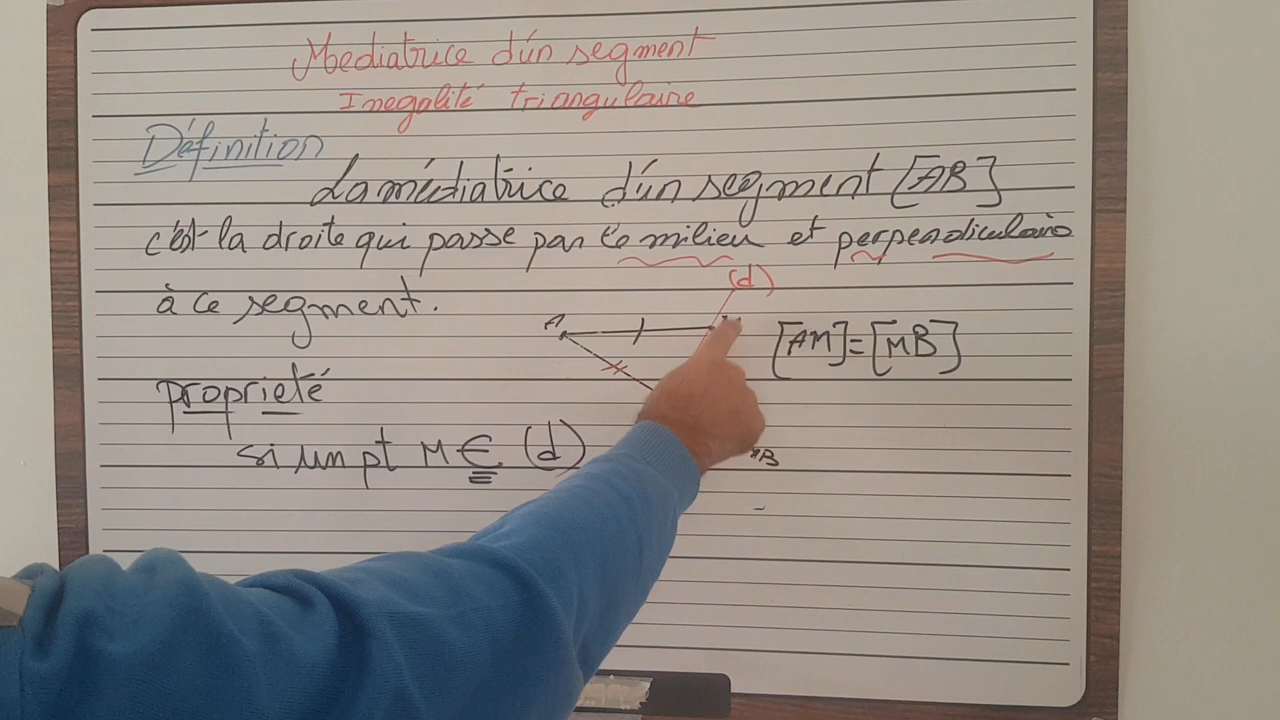 Mediatrice d'un segment
Inegalité triangulaire
Définition
La médiatrice d'un segment [AB]
c'est la droite qui passe par le milieu et perpendiculaire
à ce segment.
(d)
A
[AM]=[MB]
propriété
si un pt M ∈ (d)
B